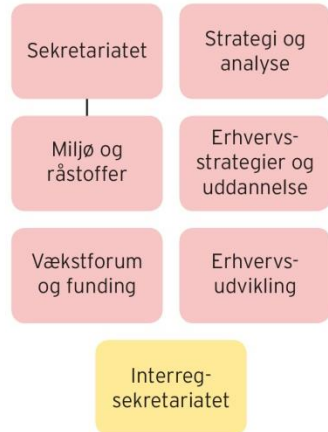 Sekretariatet
Strategi og
analyse
Miljø og
råstoffer
Erhvervs-
strategier og
uddannelse
Vækstforum
og funding
Erhvervs-
udvikling
Interreg-
sekretariatet